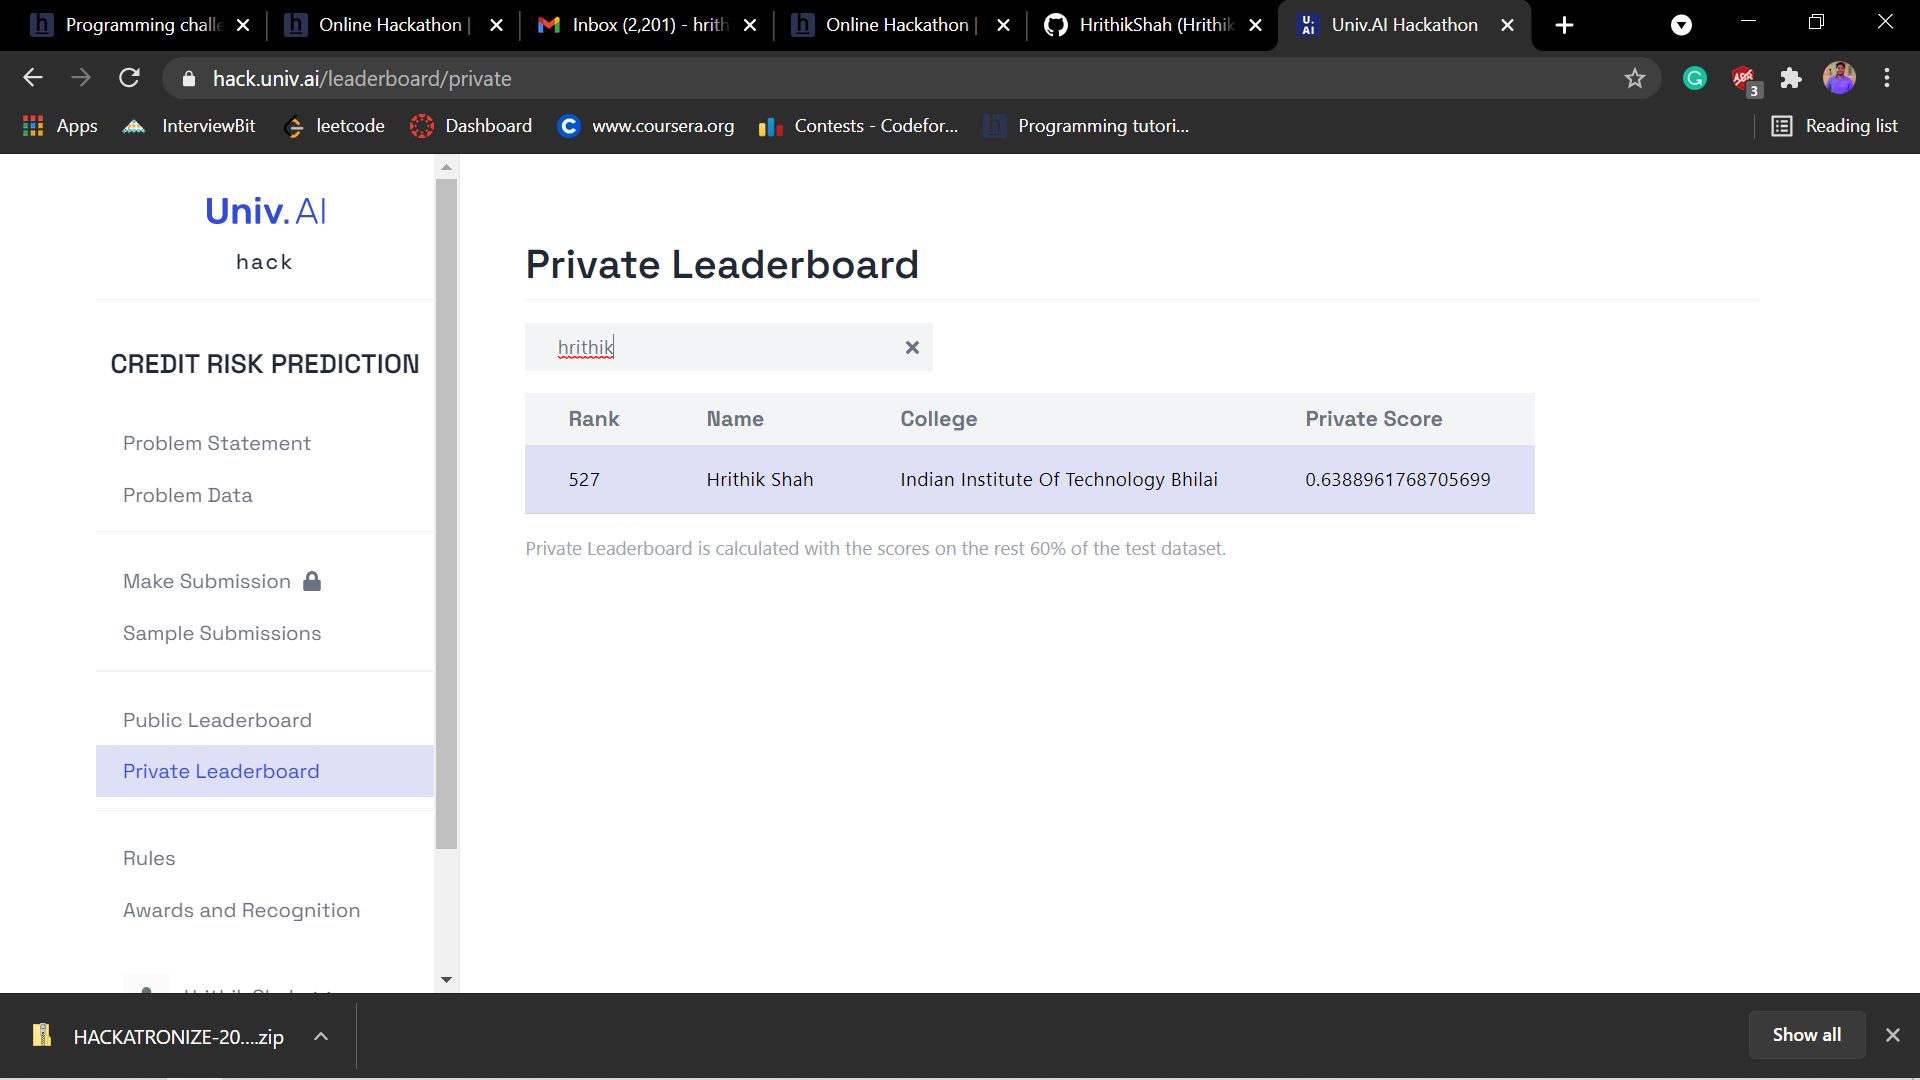 Programming challe
Online Hackathon |
Inbox (2,201) - hrith
Online Hackathon |
HrithikShah (Hrithik
Univ.AI Hackathon
hack.univ.ai/leaderboard/private
3
Apps
InterviewBit
leetcode
Dashboard
www.coursera.org
Contests - Codefor...
Programming tutori...
Reading list
Univ.AI
hack
CREDIT RISK PREDICTION
Problem Statement
Problem Data
Make Submission
Sample Submissions
Public Leaderboard
Private Leaderboard
Rules
Awards and Recognition
Private Leaderboard
hrithik
Rank Name College Private Score
527 Hrithik Shah Indian Institute Of Technology Bhilai 0.6388961768705699
Private Leaderboard is calculated with the scores on the rest 60% of the test dataset.
HACKATRONIZE-20....zip
Show all